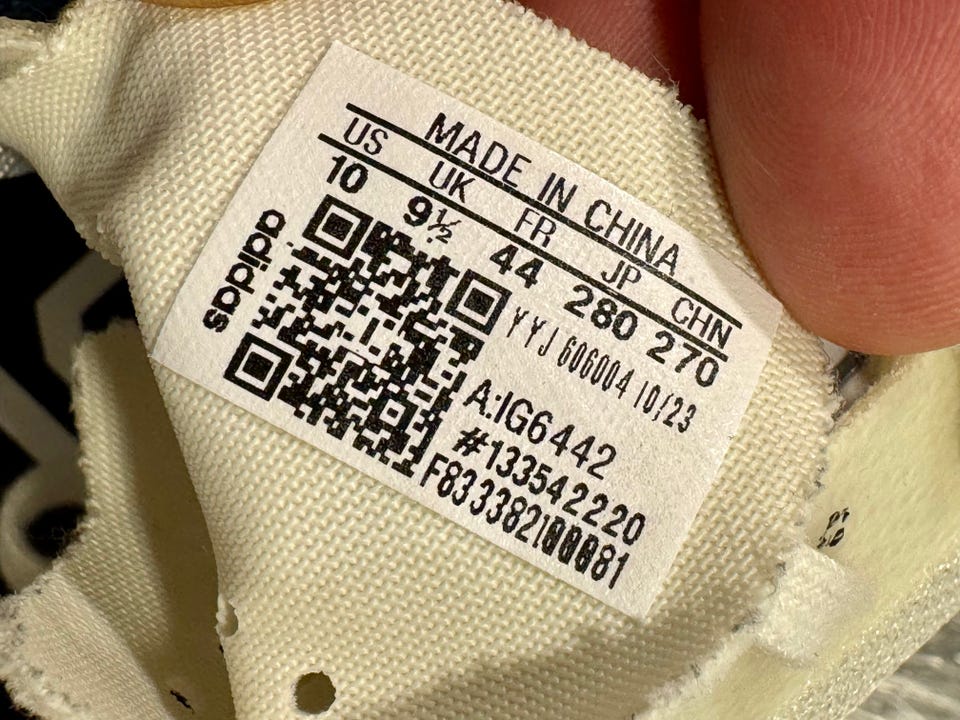 MADE IN CHINA
US UK FR JP CHN
10 9½ 44 280 270
adidas
YYJ 606004 10/23
A:IG6442
#133542220